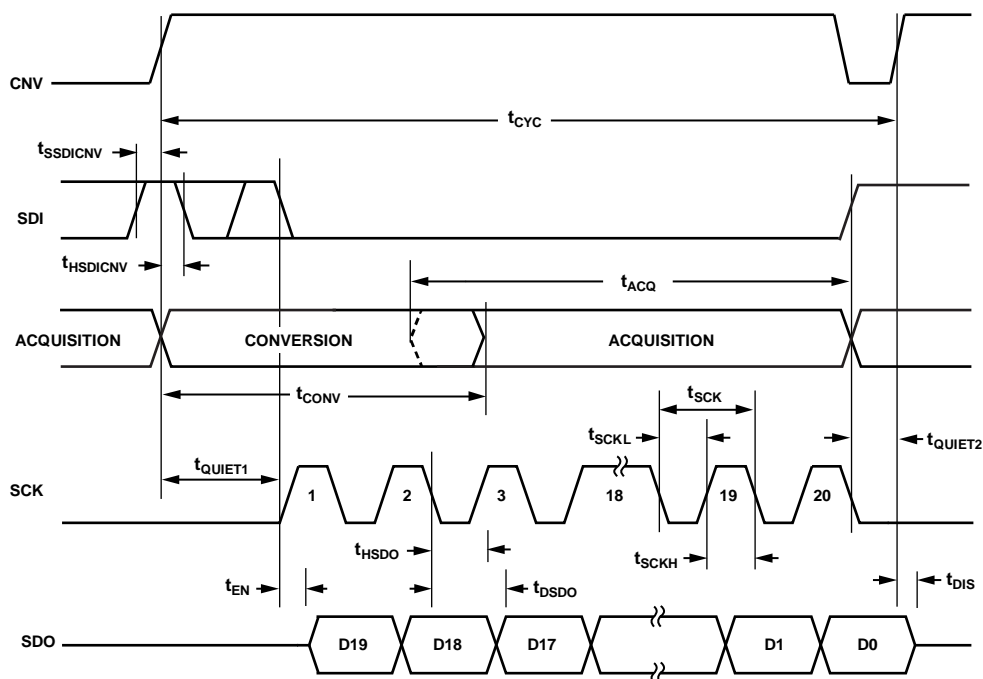 CNV
tCYC
tSSDICNV
SDI
tHSDICNV
tACQ
ACQUISITION CONVERSION ACQUISITION
tCONV
tSCK
tSCKL
tQUIET2
tQUIET1
SCK 1 2 3 18 19 20
tHSDO
tSCKH
tEN
tDSDO
tDIS
SDO D19 D18 D17 D1 D0